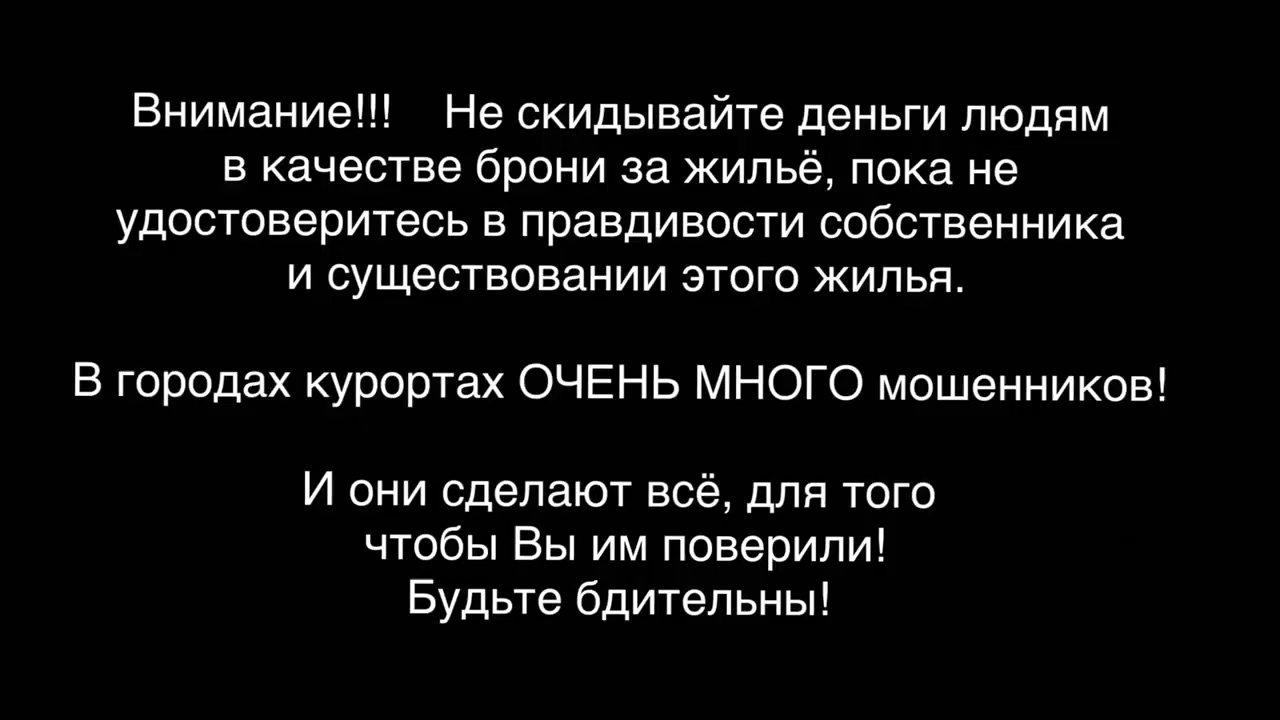 Внимание!!! Не скидывайте деньги людям
в качестве брони за жильё, пока не
удостоверитесь в правдивости собственника
и существовании этого жилья.
В городах курортах ОЧЕНЬ МНОГО мошенников!
И они сделают всё, для того
чтобы Вы им поверили!
Будьте бдительны!